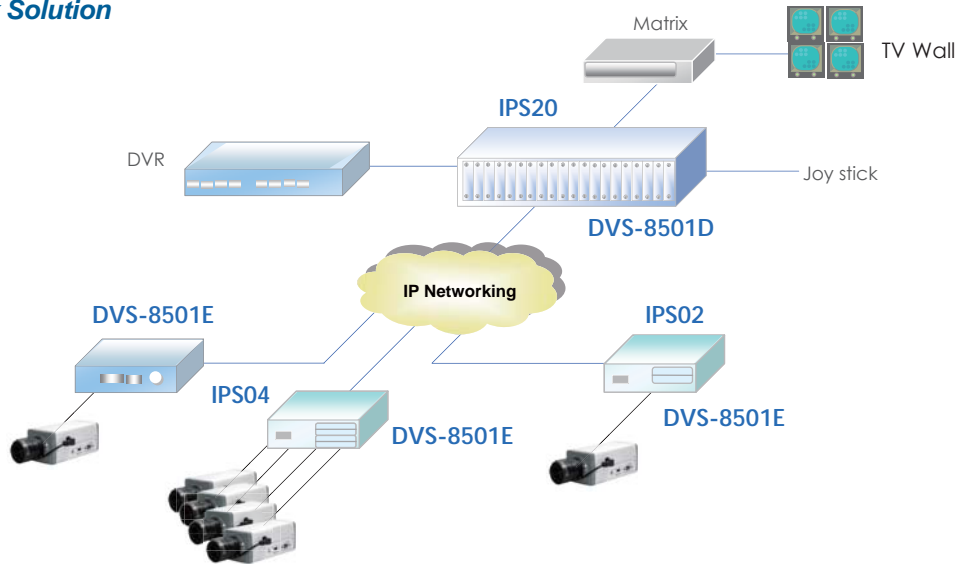 Solution
Matrix
TV Wall
IPS20
DVR
Joy stick
DVS-8501D
IP Networking
DVS-8501E
IPS02
IPS04
DVS-8501E
DVS-8501E